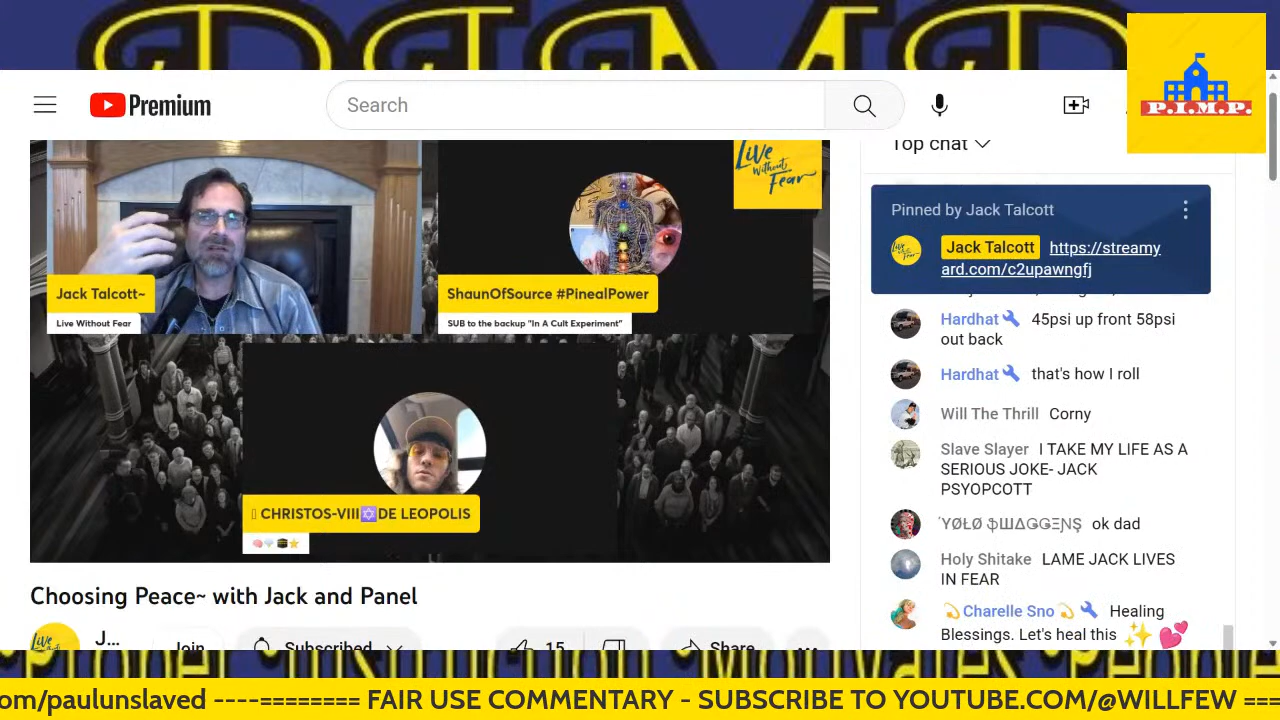 P.I.M.P.
Premium
Search
Top chat
Live
Without
Fear
Pinned by Jack Talcott
Jack Talcott https://streamy
ard.com/c2upawngfj
Jack Talcott~
Live Without Fear
ShaunOfSource #PinealPower
SUB to the backup "In A Cult Experiment"
Hardhat 45psi up front 58psi
out back
Hardhat that's how I roll
Will The Thrill Corny
Slave Slayer I TAKE MY LIFE AS A
SERIOUS JOKE- JACK
PSYOPCOTT
ok dad
Holy Shitake LAME JACK LIVES
IN FEAR
Charelle Sno Healing
Blessings. Let's heal this
CHRISTOS-VIII✡DE LEOPOLIS
Choosing Peace~ with Jack and Panel
J...
Join
Subscribed
15
Share
Proper Instruction Motivates People
om/paulunslaved ----======== FAIR USE COMMENTARY - SUBSCRIBE TO YOUTUBE.COM/@WILLFEW ===